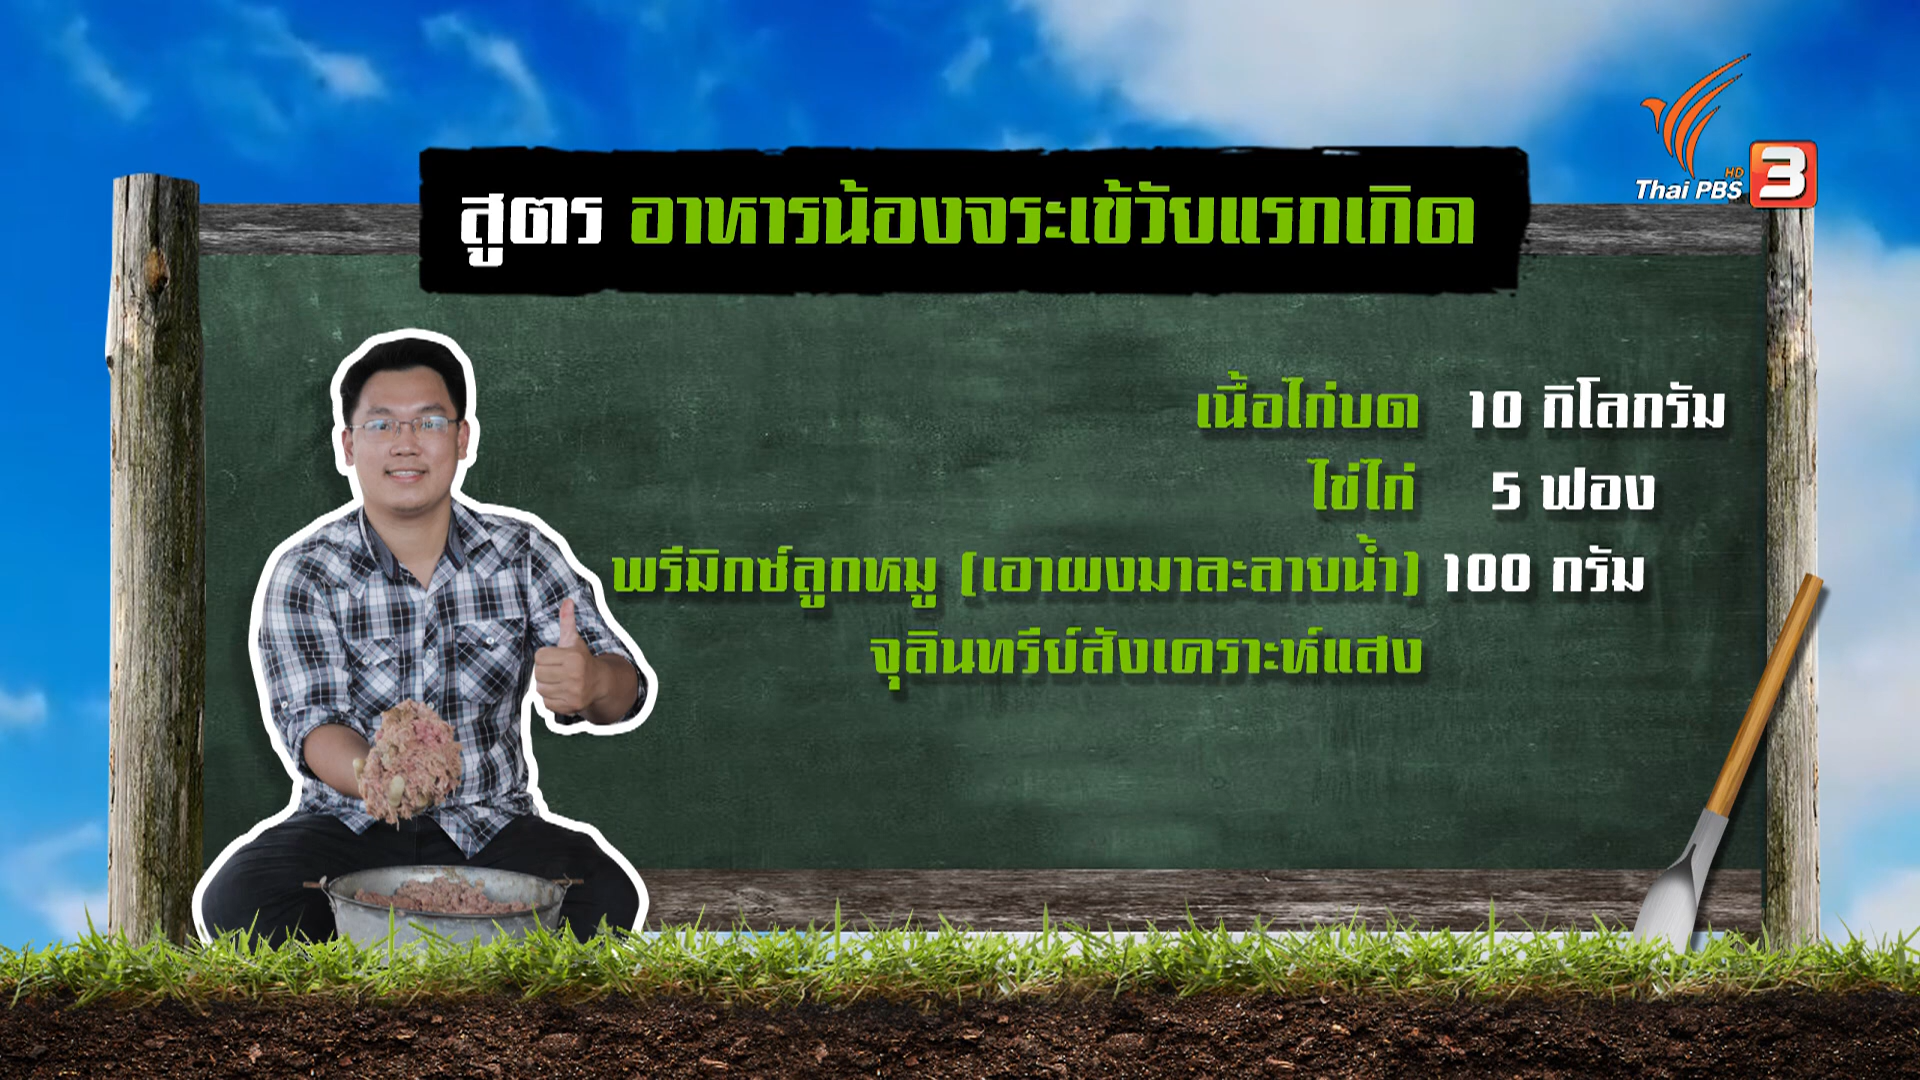 HD
Thai PBS 3
สูตร อาหารน้องจระเข้วัยแรกเกิด
เนื้อไก่บด 10 กิโลกรัม
ไข่ไก่ 5 ฟอง
พรีมิกซ์ลูกหมู (เอาผงมาละลายน้ำ) 100 กรัม
จุลินทรีย์สังเคราะห์แสง